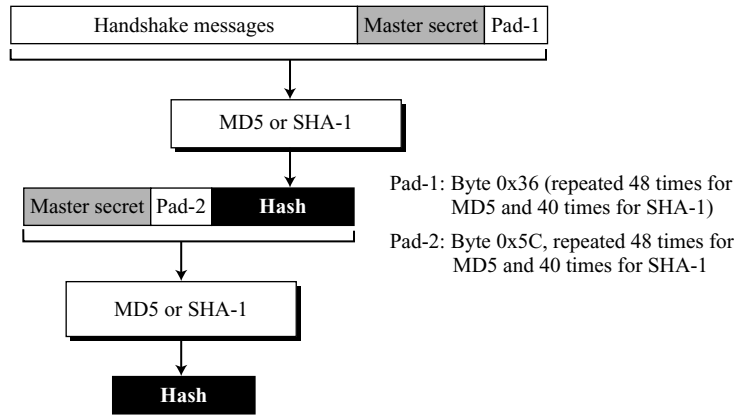 Handshake messages Master secret Pad-1
MD5 or SHA-1
Master secret Pad-2 Hash
Pad-1: Byte 0x36 (repeated 48 times for
MD5 and 40 times for SHA-1)
Pad-2: Byte 0x5C, repeated 48 times for
MD5 and 40 times for SHA-1
MD5 or SHA-1
Hash